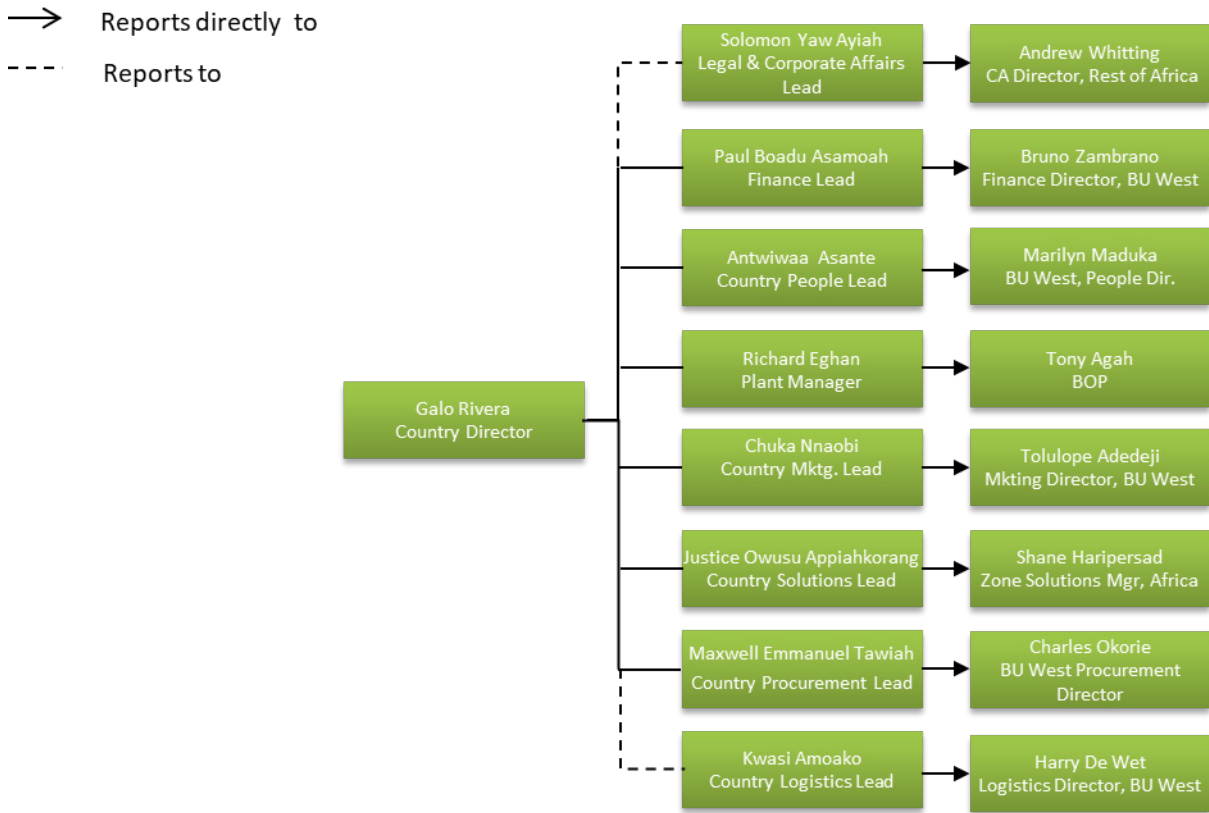 Reports directly to
Reports to
Solomon Yaw Ayiah
Legal & Corporate Affairs
Lead
Andrew Whitting
CA Director, Rest of Africa
Paul Boadu Asamoah
Finance Lead
Bruno Zambrano
Finance Director, BU West
Antwiwaa Asante
Country People Lead
Marilyn Maduka
BU West, People Dir.
Richard Eghan
Plant Manager
Tony Agah
BOP
Galo Rivera
Country Director
Chuka Nnaobi
Country Mktg. Lead
Tolulope Adedeji
Mkting Director, BU West
Justice Owusu Appiahkorang
Country Solutions Lead
Shane Haripersad
Zone Solutions Mgr, Africa
Maxwell Emmanuel Tawiah
Country Procurement Lead
Charles Okorie
BU West Procurement
Director
Kwasi Amoako
Country Logistics Lead
Harry De Wet
Logistics Director, BU West